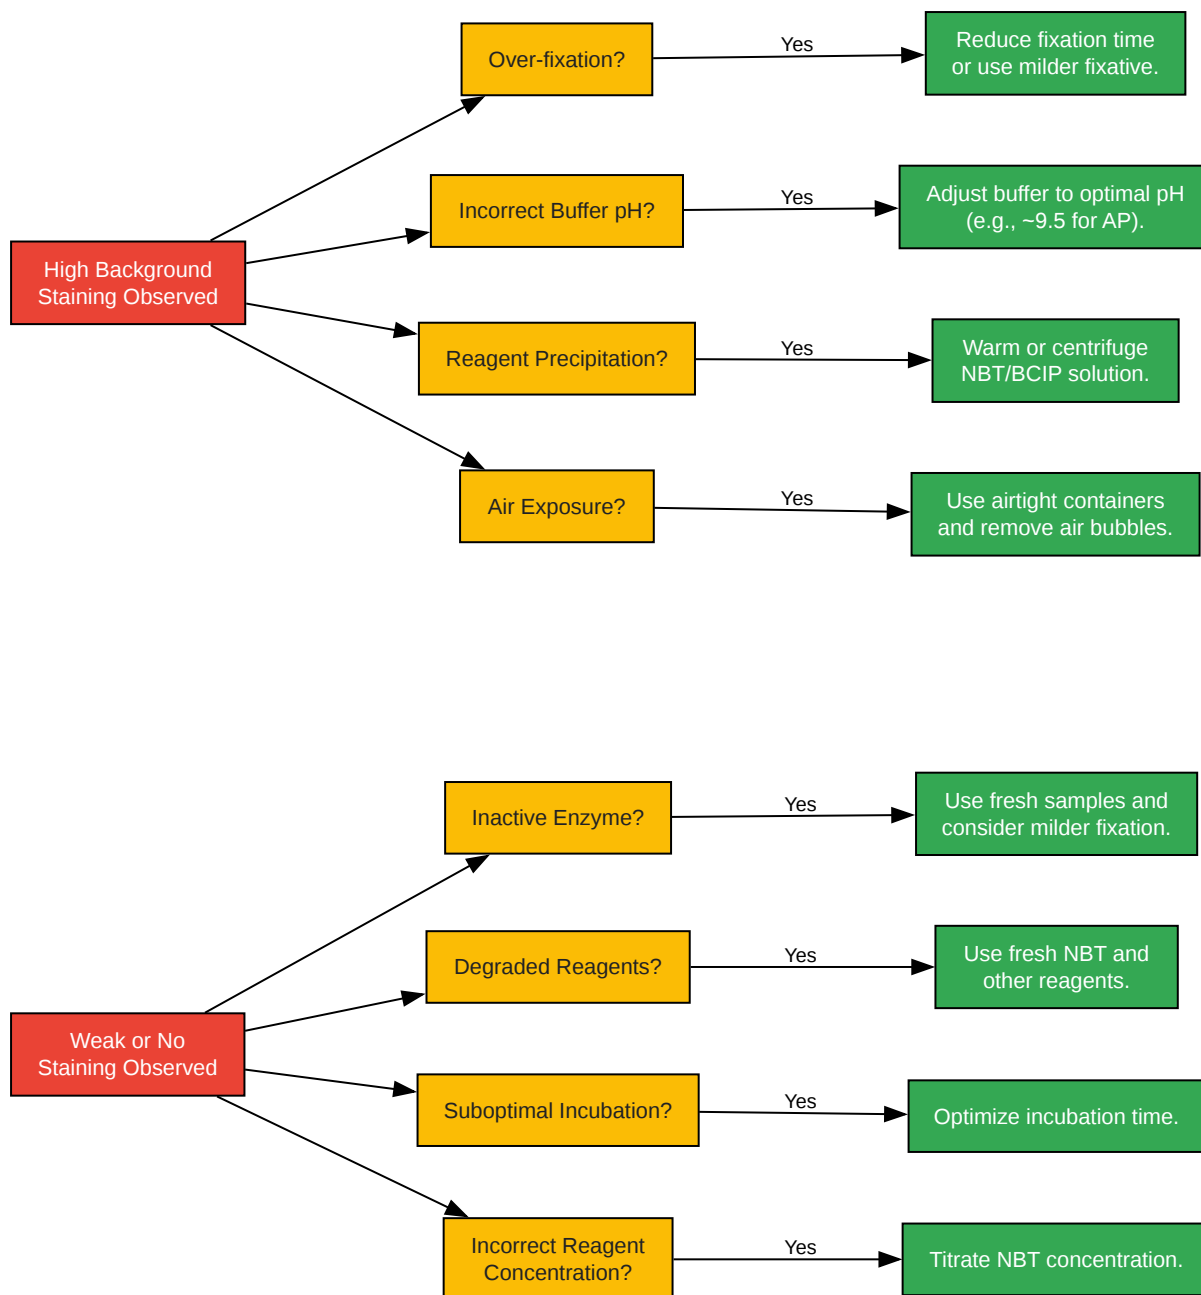 Over-fixation?
Yes
Reduce fixation time
or use milder fixative.
Incorrect Buffer pH?
Yes
Adjust buffer to optimal pH
(e.g., ~9.5 for AP).
High Background
Staining Observed
Reagent Precipitation?
Yes
Warm or centrifuge
NBT/BCIP solution.
Air Exposure?
Yes
Use airtight containers
and remove air bubbles.
Inactive Enzyme?
Yes
Use fresh samples and
consider milder fixation.
Degraded Reagents?
Yes
Use fresh NBT and
other reagents.
Weak or No
Staining Observed
Suboptimal Incubation?
Yes
Optimize incubation time.
Incorrect Reagent
Concentration?
Yes
Titrate NBT concentration.